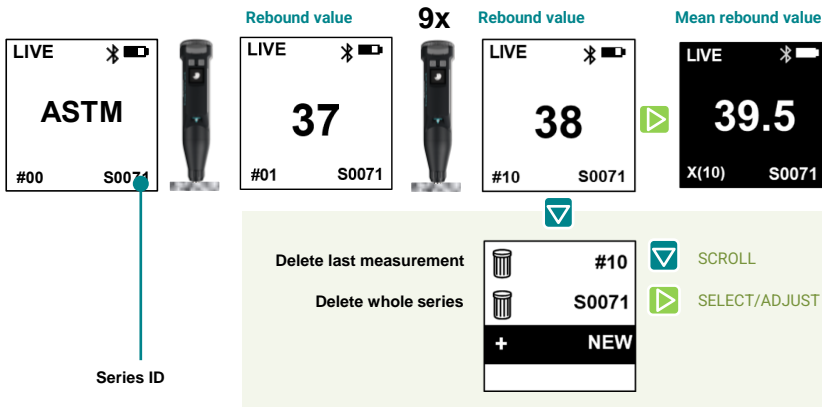 Rebound value
9x
Rebound value
Mean rebound value
LIVE
ASTM
#00 S0071
LIVE
37
#01 S0071
LIVE
38
#10 S0071
LIVE
39.5
X(10) S0071
Delete last measurement
#10
SCROLL
Delete whole series
S0071
SELECT/ADJUST
+ NEW
Series ID